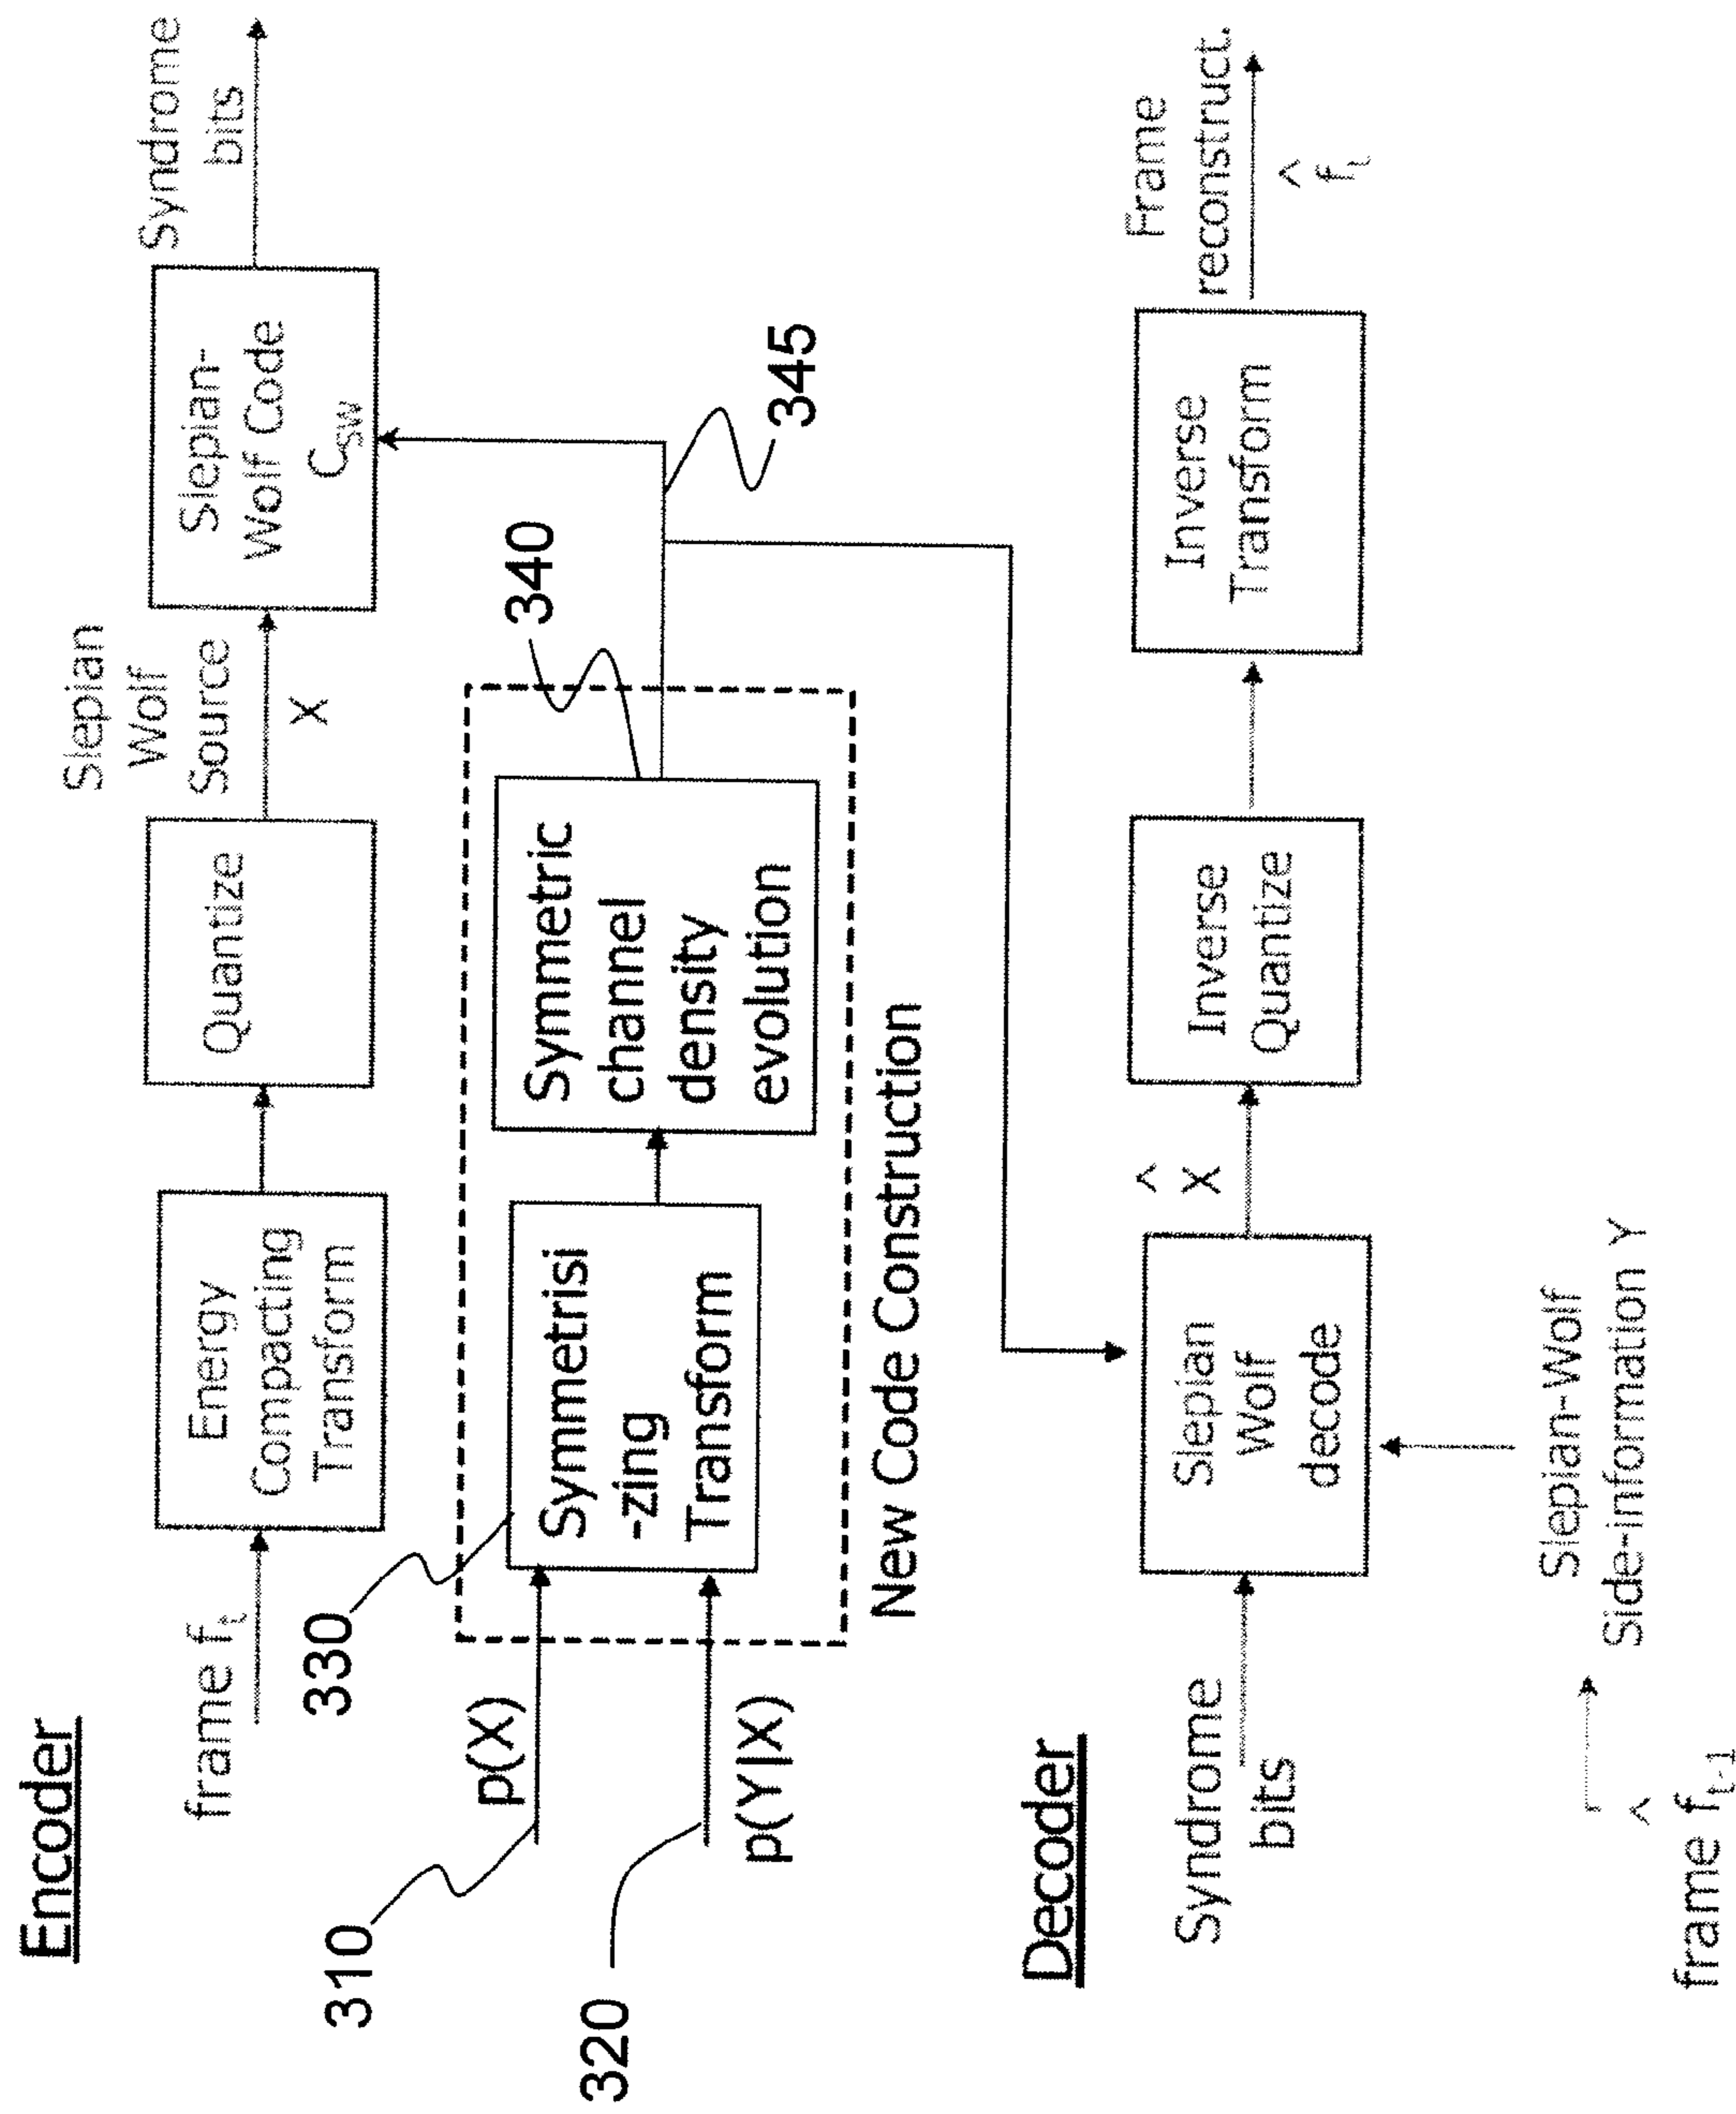 Encoder
frame f_t
Energy
Compacting
Transform
Quantize
Slepian
Wolf
Source
X
Slepian-
Wolf Code
C_SW
Syndrome
bits
310
p(X)
320
p(Y|X)
330
Symmetrisi
-zing
Transform
Symmetric
channel
density
evolution
340
345
New Code Construction
Decoder
Syndrome
bits
Slepian
Wolf
decode
^
X
Inverse
Quantize
Inverse
Transform
Frame
reconstruct.
^
f_t
Slepian-Wolf
Side-information Y
^
frame f_t-1